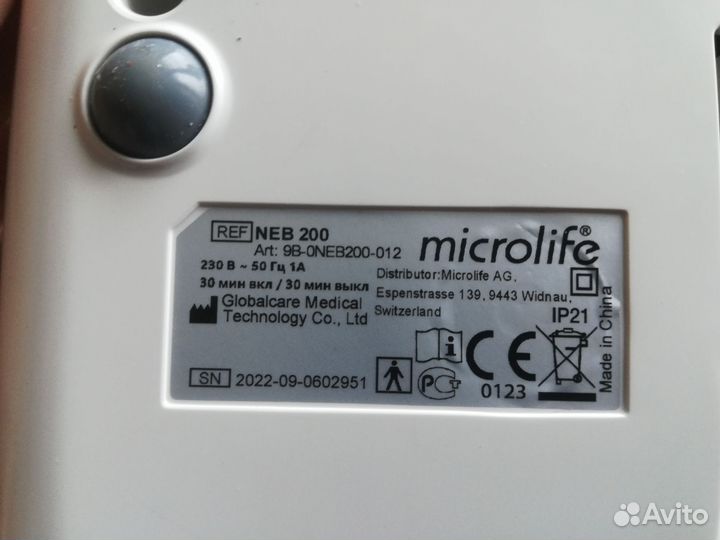 REF NEB 200
Art: 9B-0NEB200-012
230 В ~ 50 Гц 1А
30 мин вкл / 30 мин выкл
Globalcare Medical
Technology Co., Ltd
SN 2022-09-0602951
microlife®
Distributor:Microlife AG,
Espenstrasse 139, 9443 Widnau,
Switzerland
IP21
i
CE
0123
РСТ
Made in China
Avito